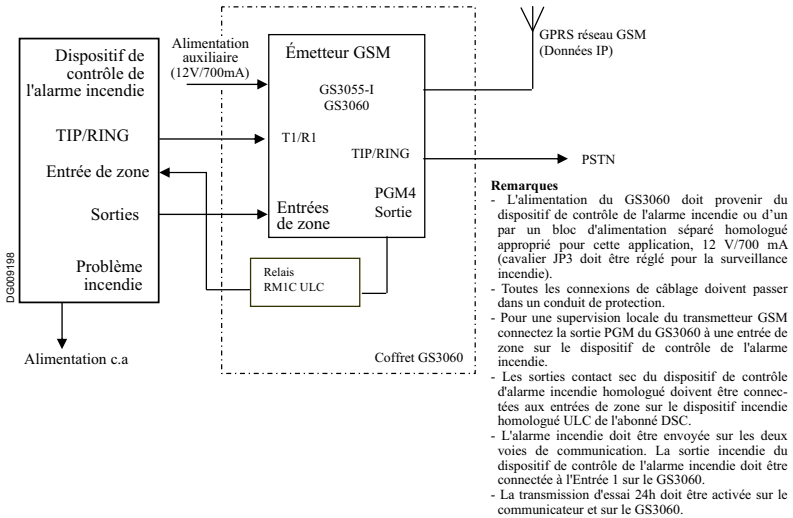 Dispositif de
contrôle de
l'alarme incendie
TIP/RING
Entrée de zone
Sorties
Problème
incendie
DG009198
Alimentation c.a
Alimentation
auxiliaire
(12V/700mA)
Émetteur GSM
GS3055-I
GS3060
T1/R1
TIP/RING
PGM4
Sortie
Entrées
de zone
Relais
RM1C ULC
Coffret GS3060
GPRS réseau GSM
(Données IP)
PSTN
Remarques
- L'alimentation du GS3060 doit provenir du
dispositif de contrôle de l'alarme incendie ou d’un
par un bloc d'alimentation séparé homologué
approprié pour cette application, 12 V/700 mA
(cavalier JP3 doit être réglé pour la surveillance
incendie).
- Toutes les connexions de câblage doivent passer
dans un conduit de protection.
- Pour une supervision locale du transmetteur GSM
connectez la sortie PGM du GS3060 à une entrée de
zone sur le dispositif de contrôle de l'alarme
incendie.
- Les sorties contact sec du dispositif de contrôle
d'alarme incendie homologué doivent être connec-
tées aux entrées de zone sur le dispositif incendie
homologué ULC de l'abonné DSC.
- L'alarme incendie doit être envoyée sur les deux
voies de communication. La sortie incendie du
dispositif de contrôle de l'alarme incendie doit être
connectée à l'Entrée 1 sur le GS3060.
- La transmission d'essai 24h doit être activée sur le
communicateur et sur le GS3060.